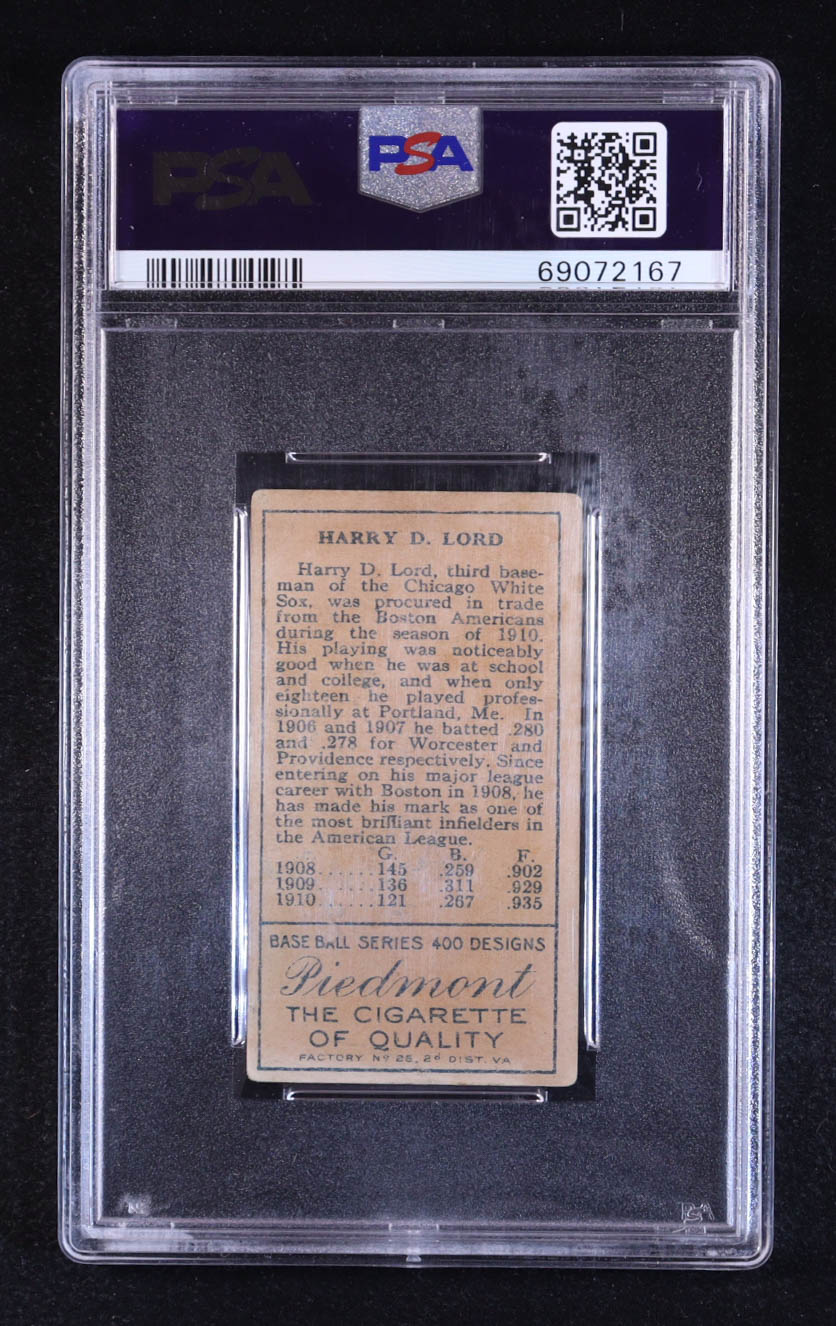 PSA
PSA
69072167
HARRY D. LORD
Harry D. Lord, third base-
man of the Chicago White
Sox, was procured in trade
from the Boston Americans
during the season of 1910.
His playing was noticeably
good when he was at school
and college, and when only
eighteen he played profes-
sionally at Portland, Me. In
1906 and 1907 he batted .280
and .278 for Worcester and
Providence respectively. Since
entering on his major league
career with Boston in 1908, he
has made his mark as one of
the most brilliant infielders in
the American League.
G. B. F.
1908......145 .259 .902
1909......136 .311 .929
1910......121 .267 .935
BASE BALL SERIES 400 DESIGNS
Piedmont
THE CIGARETTE
OF QUALITY
FACTORY Nº 25, 2d DIST. VA
PSA